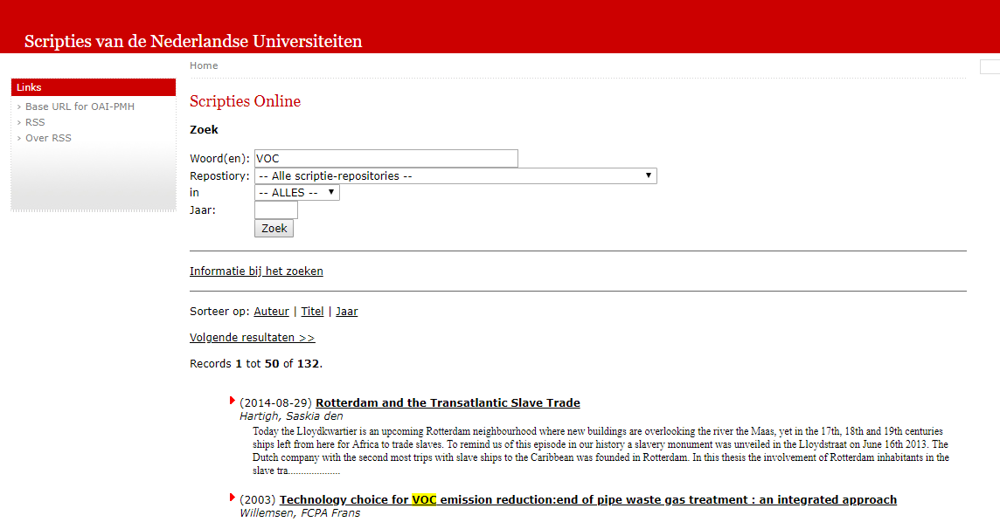 Scripties van de Nederlandse Universiteiten
Home
Links
› Base URL for OAI-PMH
› RSS
› Over RSS
Scripties Online
Zoek
Woord(en): VOC
Repostiory: -- Alle scriptie-repositories --
in -- ALLES --
Jaar:
Zoek
Informatie bij het zoeken
Sorteer op: Auteur | Titel | Jaar
Volgende resultaten >>
Records 1 tot 50 of 132.
(2014-08-29) Rotterdam and the Transatlantic Slave Trade
Hartigh, Saskia den
Today the Lloydkwartier is an upcoming Rotterdam neighbourhood where new buildings are overlooking the river the Maas, yet in the 17th, 18th and 19th centuries
ships left from here for Africa to trade slaves. To remind us of this episode in our history a slavery monument was unveiled in the Lloydstraat on June 16th 2013. The
Dutch company with the second most trips with slave ships to the Caribbean was founded in Rotterdam. In this thesis the involvement of Rotterdam inhabitants in the
slave tra....................
(2003) Technology choice for VOC emission reduction:end of pipe waste gas treatment : an integrated approach
Willemsen, FCPA Frans